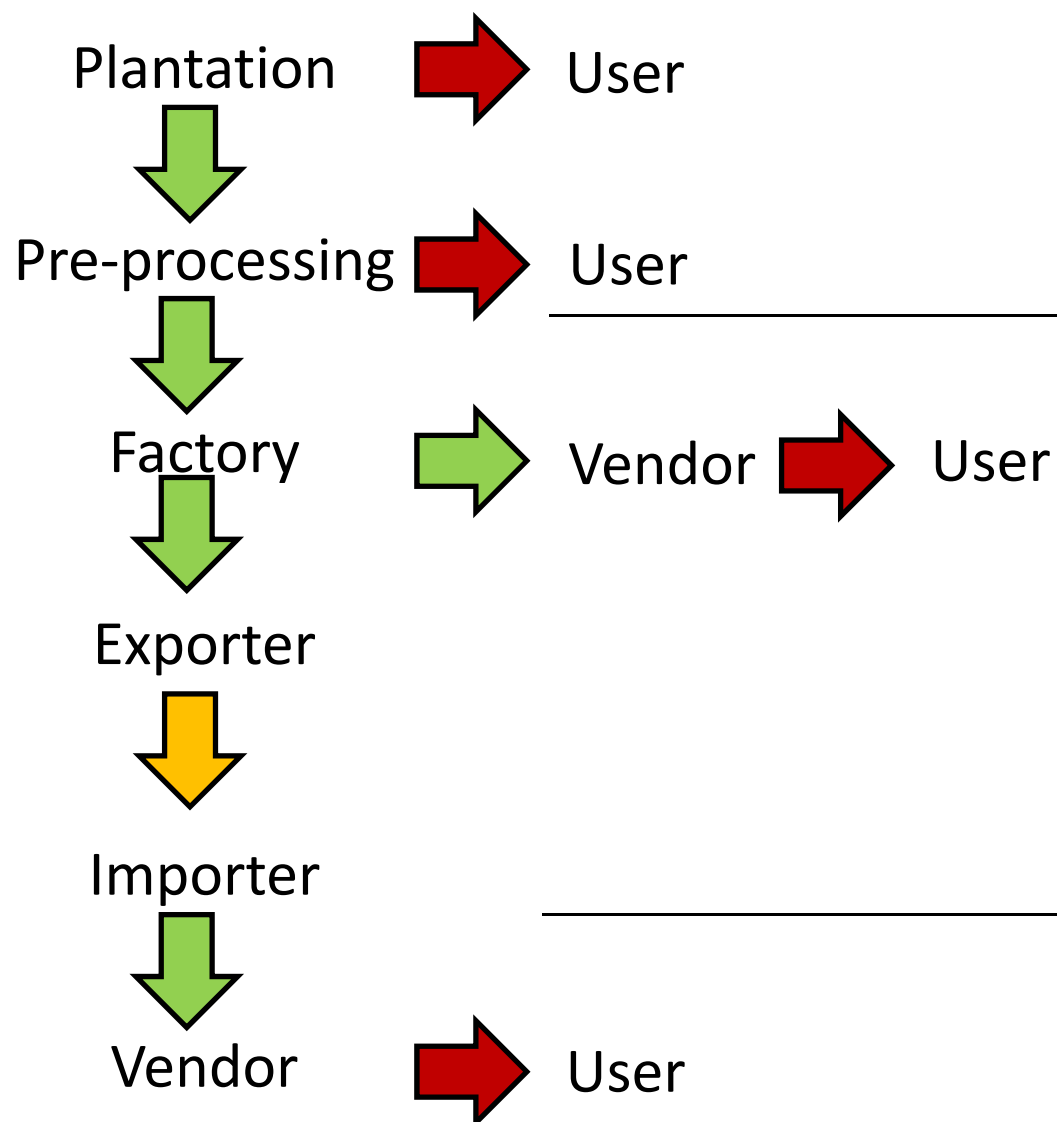 Plantation User
Pre-processing User
Factory Vendor User
Exporter
Importer
Vendor User